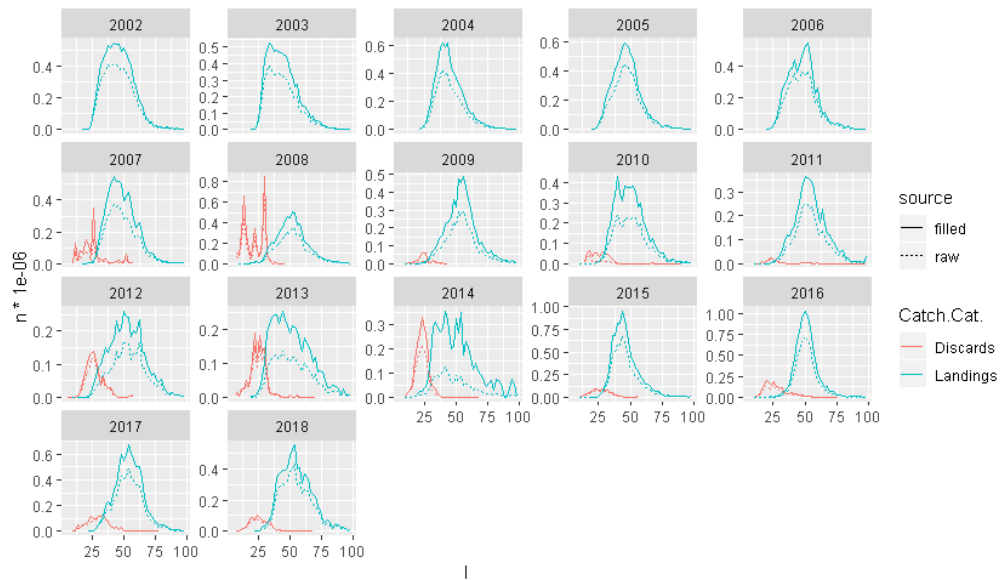 2002 2003 2004 2005 2006
0.4 0.2 0.0
0.5 0.4 0.3 0.2 0.1 0.0
0.6 0.4 0.2 0.0
0.6 0.4 0.2 0.0
0.4 0.2 0.0
2007 2008 2009 2010 2011
0.4 0.2 0.0
0.8 0.6 0.4 0.2 0.0
0.5 0.4 0.3 0.2 0.1 0.0
0.4 0.3 0.2 0.1 0.0
0.3 0.2 0.1 0.0
2012 2013 2014 2015 2016
0.2 0.1 0.0
0.2 0.1 0.0
0.3 0.2 0.1 0.0
1.00 0.75 0.50 0.25 0.00
1.00 0.75 0.50 0.25 0.00
25 50 75 100
25 50 75 100
25 50 75 100
2017 2018
0.6 0.4 0.2 0.0
0.4 0.2 0.0
25 50 75 100
25 50 75 100
n * 1e-06
l
source
filled
raw
Catch.Cat.
Discards
Landings